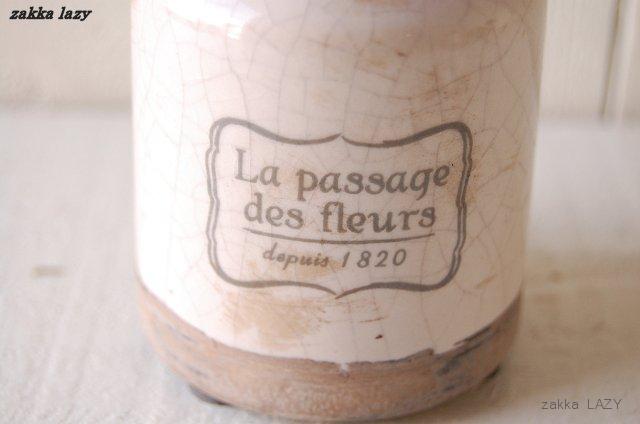 zakka lazy
La passage
des fleurs
depuis 1820
zakka LAZY